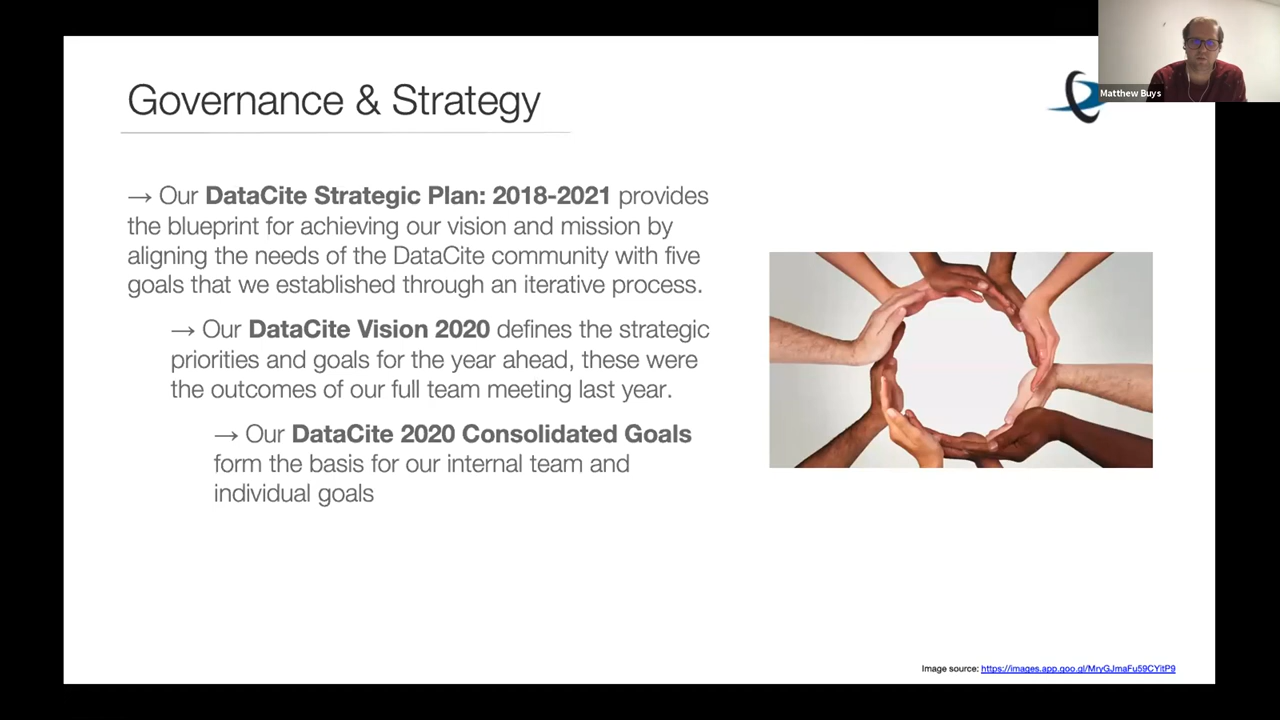 Matthew Buys
Governance & Strategy
→ Our DataCite Strategic Plan: 2018-2021 provides
the blueprint for achieving our vision and mission by
aligning the needs of the DataCite community with five
goals that we established through an iterative process.
→ Our DataCite Vision 2020 defines the strategic
priorities and goals for the year ahead, these were
the outcomes of our full team meeting last year.
→ Our DataCite 2020 Consolidated Goals
form the basis for our internal team and
individual goals
Image source: https://images.app.goo.gl/MryGJmaFu59CYitP9